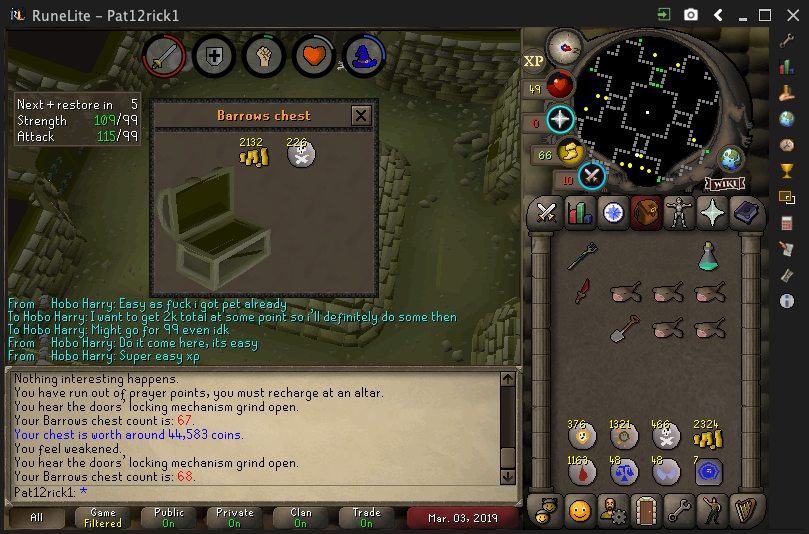 RuneLite - Pat12rick1
Next + restore in 5
Strength 109/99
Attack 115/99
Barrows chest
2132 226
XP
49
0
66
10
WIKI
From Hobo Harry: Easy as fuck i got pet already
To Hobo Harry: I want to get 2k total at some point so i'll definitely do some then
To Hobo Harry: Might go for 99 even idk
From Hobo Harry: Do it come here, its easy
From Hobo Harry: Super easy xp
Nothing interesting happens.
You have run out of prayer points, you must recharge at an altar.
You hear the doors' locking mechanism grind open.
Your Barrows chest count is: 67.
Your chest is worth around 44,583 coins.
You feel weakened.
You hear the doors' locking mechanism grind open.
Your Barrows chest count is: 68.
Pat12rick1: *
376 1321 466 2324
1163 48 48 7
All
Game
Filtered
Public
On
Private
On
Clan
On
Trade
On
Mar. 03, 2019